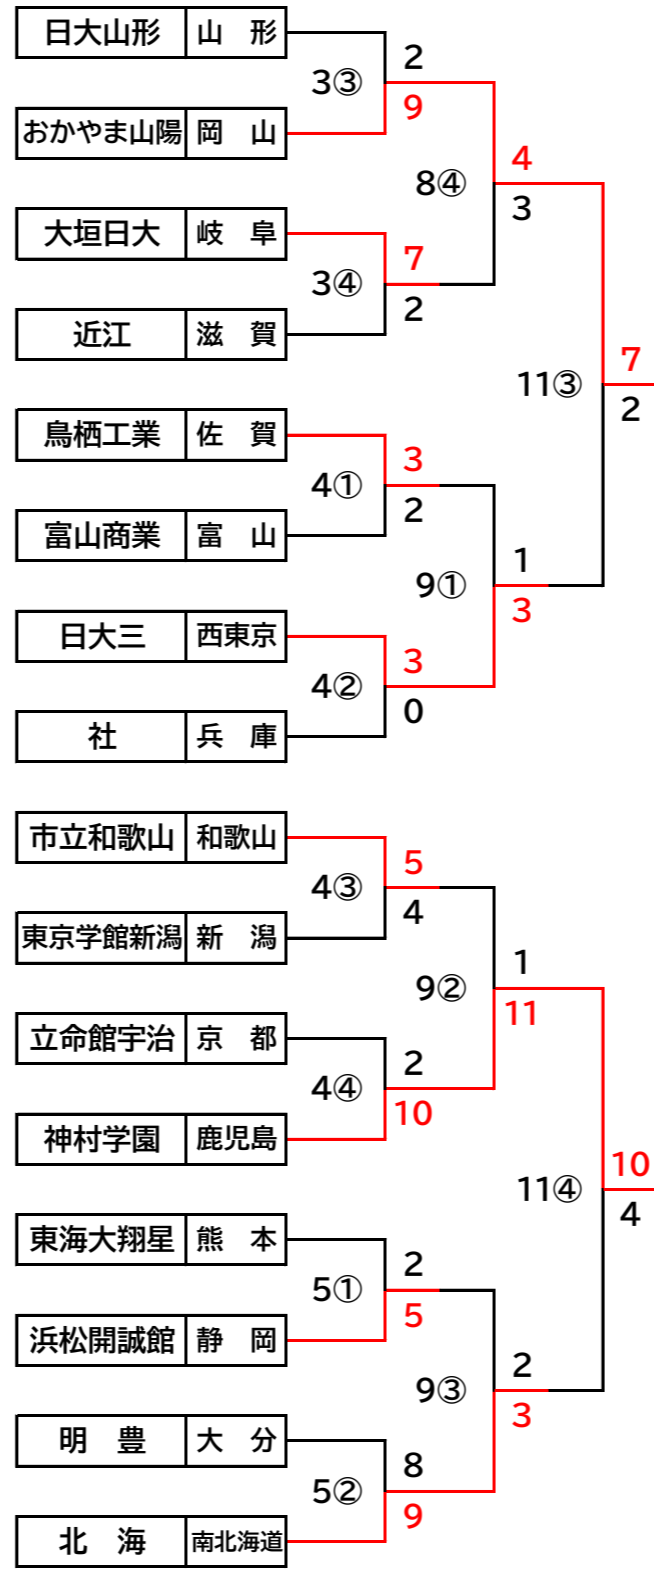 日大山形 山 形
2
3③
9
おかやま山陽 岡 山
4
8④
3
大垣日大 岐 阜
7
3④
2
近江 滋 賀
7
11③
2
鳥栖工業 佐 賀
3
4①
2
富山商業 富 山
1
9①
3
日大三 西東京
3
4②
0
社 兵 庫
市立和歌山 和歌山
5
4③
4
東京学館新潟 新 潟
1
9②
11
立命館宇治 京 都
2
4④
10
神村学園 鹿児島
10
11④
4
東海大翔星 熊 本
2
5①
5
浜松開誠館 静 岡
2
9③
3
明 豊 大 分
8
5②
9
北 海 南北海道